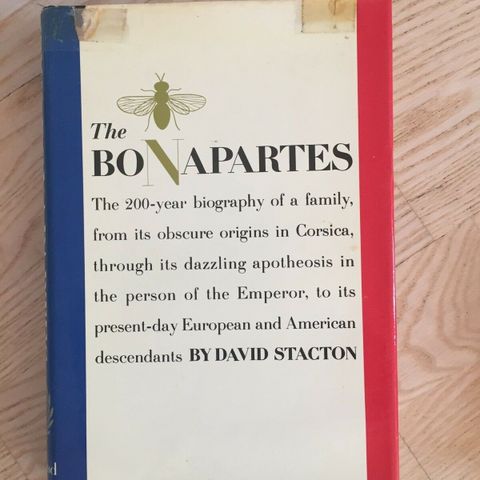 The
BONAPARTES
The 200-year biography of a family,
from its obscure origins in Corsica,
through its dazzling apotheosis in
the person of the Emperor, to its
present-day European and American
descendants BY DAVID STACTON